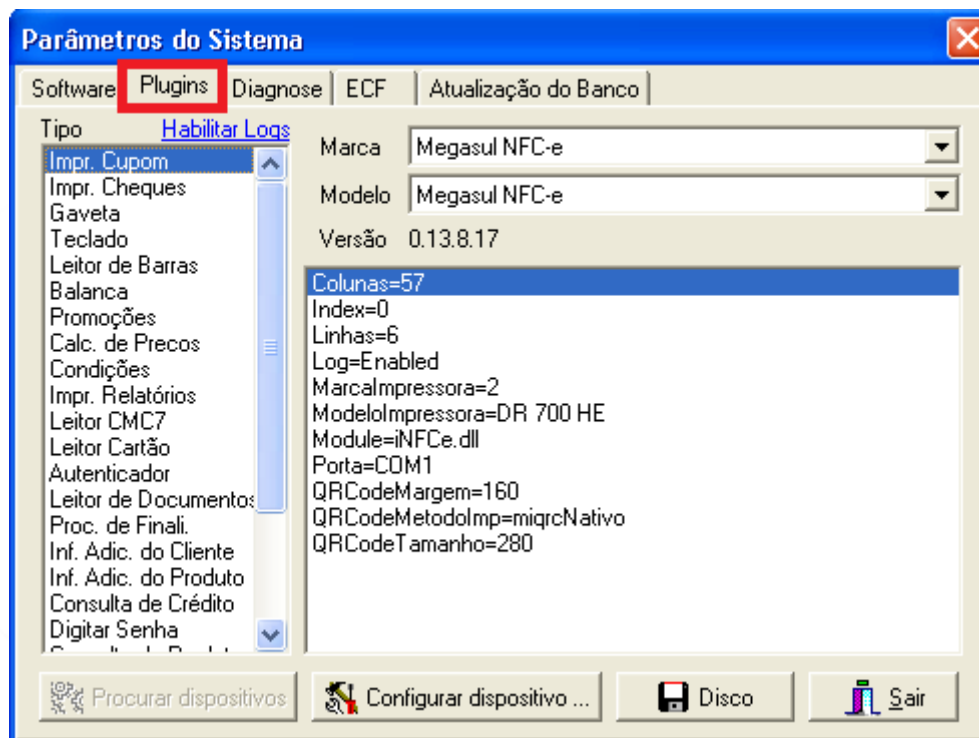 Parâmetros do Sistema
Software Plugins Diagnose ECF Atualização do Banco
Tipo Habilitar Logs
Impr. Cupom
Impr. Cheques
Gaveta
Teclado
Leitor de Barras
Balanca
Promoções
Calc. de Precos
Condições
Impr. Relatórios
Leitor CMC7
Leitor Cartão
Autenticador
Leitor de Documentos
Proc. de Finali.
Inf. Adic. do Cliente
Inf. Adic. do Produto
Consulta de Crédito
Digitar Senha
Marca Megasul NFC-e
Modelo Megasul NFC-e
Versão 0.13.8.17
Colunas=57
Index=0
Linhas=6
Log=Enabled
MarcaImpressora=2
ModeloImpressora=DR 700 HE
Module=iNFCe.dll
Porta=COM1
QRCodeMargem=160
QRCodeMetodoImp=miqrcNativo
QRCodeTamanho=280
Procurar dispositivos Configurar dispositivo ... Disco Sair